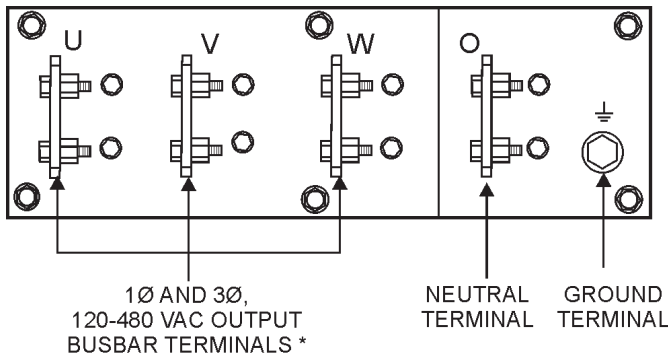 U V W O
1Ø AND 3Ø,
120-480 VAC OUTPUT
BUSBAR TERMINALS *
NEUTRAL
TERMINAL
GROUND
TERMINAL